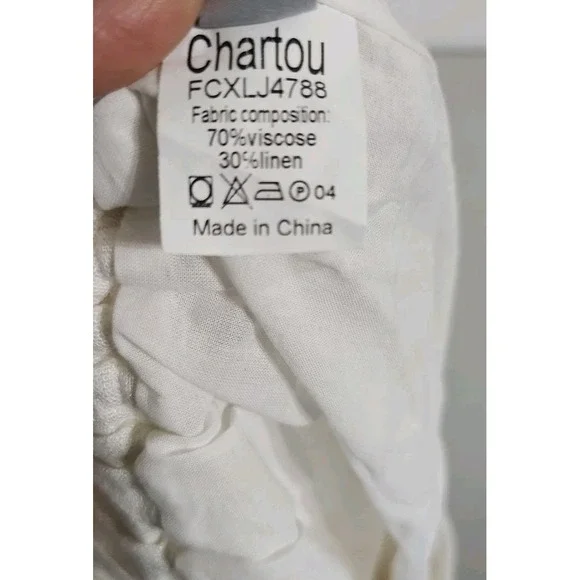 Chartou
FCXLJ4788
Fabric composition:
70%viscose
30%linen
P 04
Made in China